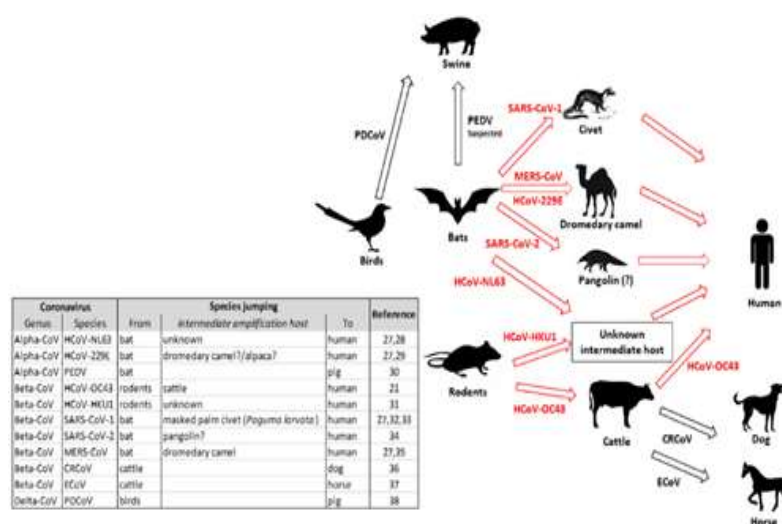 Swine
PDCoV
PEDV
Suspected
SARS-CoV-1
Civet
MERS-CoV
HCoV-229E
Dromedary camel
Birds
Bats
SARS-CoV-2
Pangolin (?)
Human
HCoV-NL63
HCoV-HKU1
Unknown
intermediate host
Rodents
HCoV-OC43
HCoV-OC43
Cattle
CRCoV
Dog
ECoV
Horse
Coronavirus Species jumping Reference
Genus Species From intermediate amplification host To
Alpha-CoV HCoV-NL63 bat unknown human 27,28
Alpha-CoV HCoV-229E bat dromedary camel?/alpaca? human 27,29
Alpha-CoV PEDV bat pig 30
Beta-CoV HCoV-OC43 rodents cattle human 21
Beta-CoV HCoV-HKU1 rodents unknown human 31
Beta-CoV SARS-CoV-1 bat masked palm civet (Paguma larvata) human 27,32,33
Beta-CoV SARS-CoV-2 bat pangolin? human 34
Beta-CoV MERS-CoV bat dromedary camel human 27,35
Beta-CoV CRCoV cattle dog 36
Beta-CoV ECoV cattle horse 37
Delta-CoV PDCoV birds pig 38